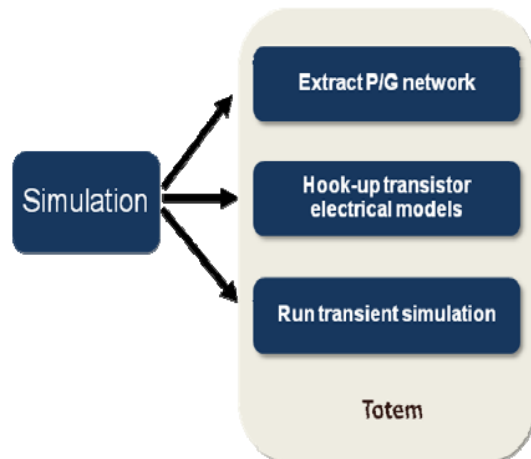 Simulation
Extract P/G network
Hook-up transistor
electrical models
Run transient simulation
Totem